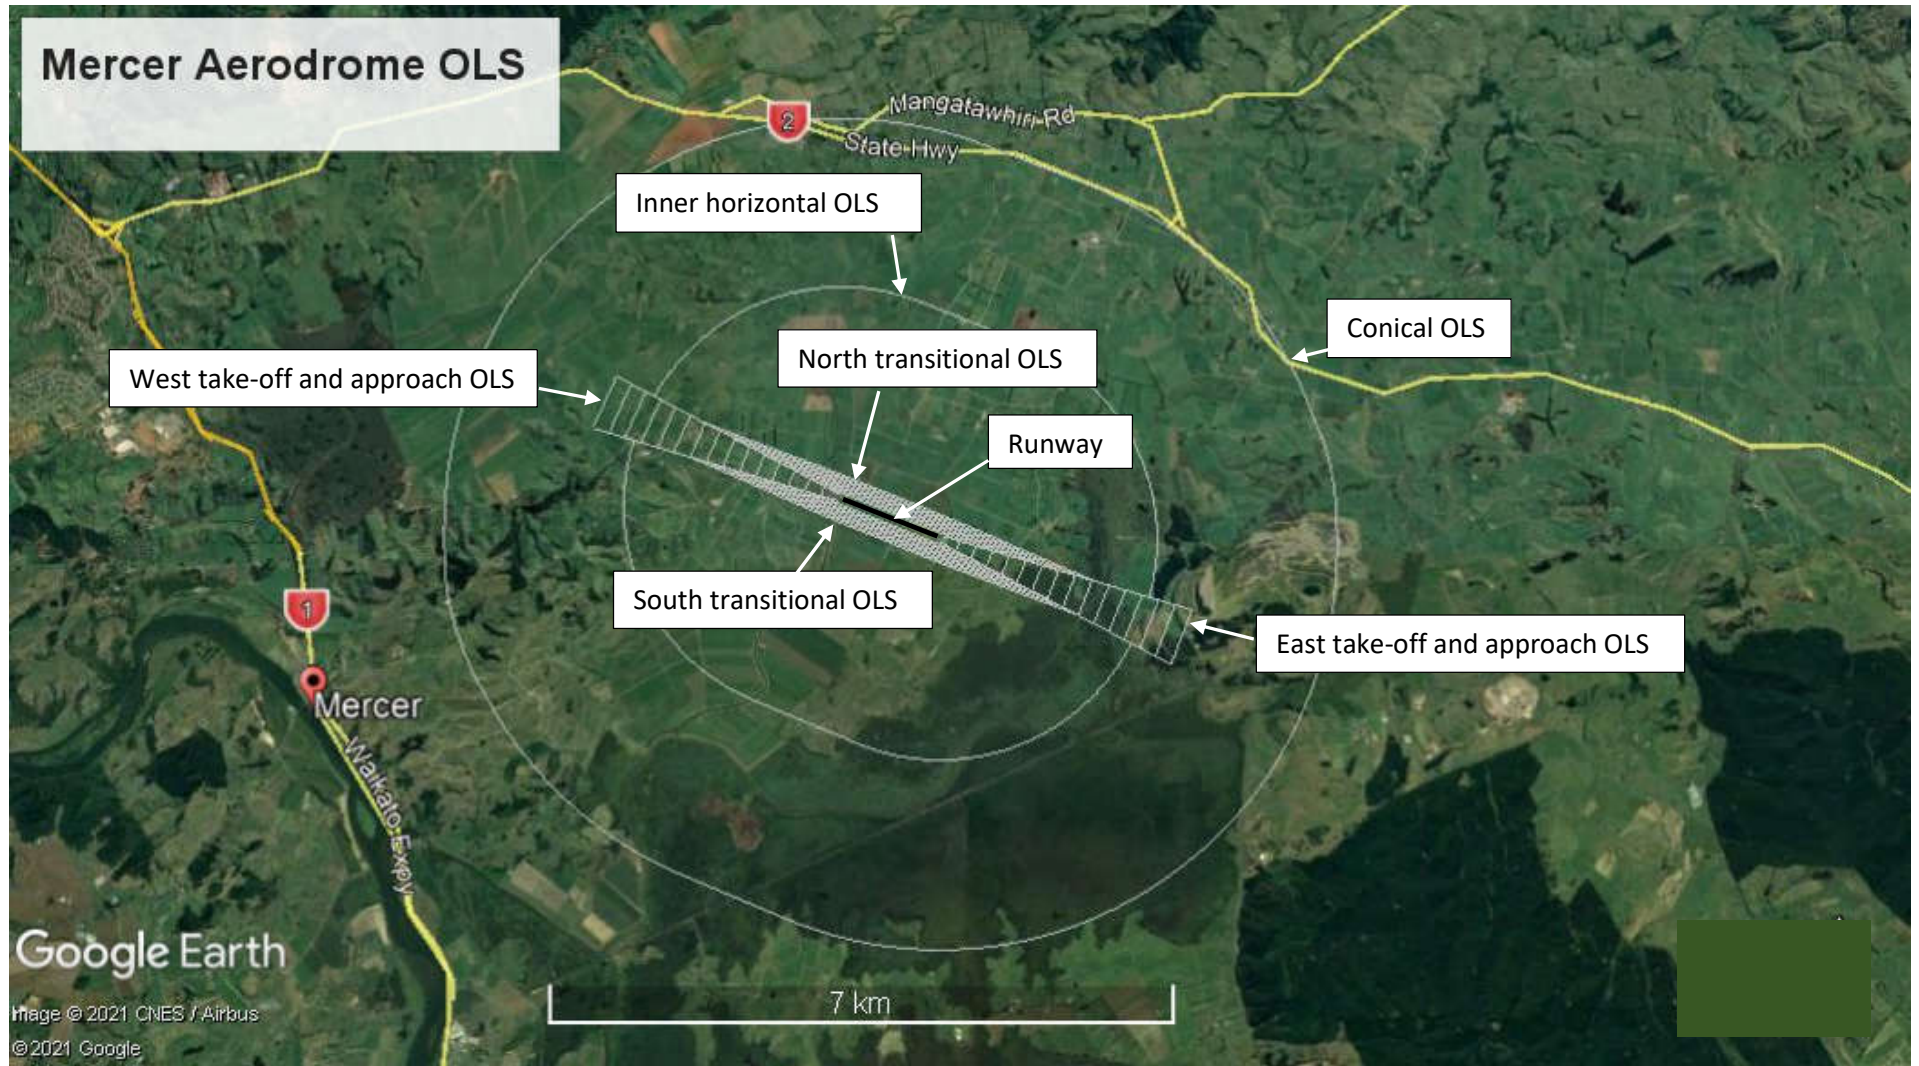 Mercer Aerodrome OLS
2
Mangatawhiri Rd
State Hwy
Inner horizontal OLS
Conical OLS
North transitional OLS
West take-off and approach OLS
Runway
South transitional OLS
1
East take-off and approach OLS
Mercer
Waikato Expy
Google Earth
Image © 2021 CNES / Airbus
© 2021 Google
7 km